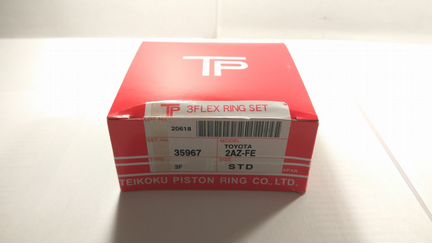 TP
TP 3FLEX RING SET
20618
TOYOTA
35967 2AZ-FE
3F STD
TEIKOKU PISTON RING CO., LTD.